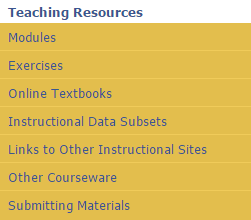 Teaching Resources
Modules
Exercises
Online Textbooks
Instructional Data Subsets
Links to Other Instructional Sites
Other Courseware
Submitting Materials